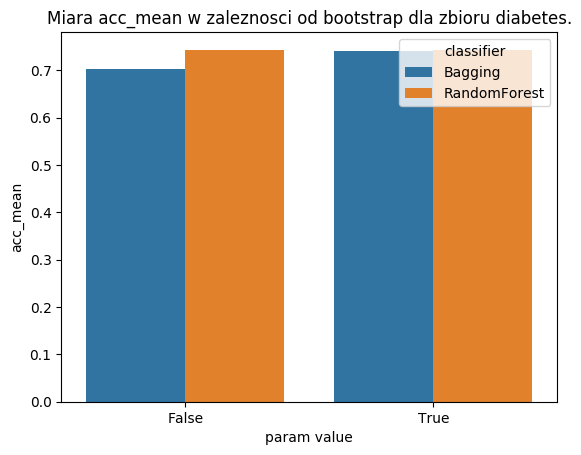 Miara acc_mean w zaleznosci od bootstrap dla zbioru diabetes.
classifier
Bagging
RandomForest
acc_mean
0.7
0.6
0.5
0.4
0.3
0.2
0.1
0.0
False
True
param value